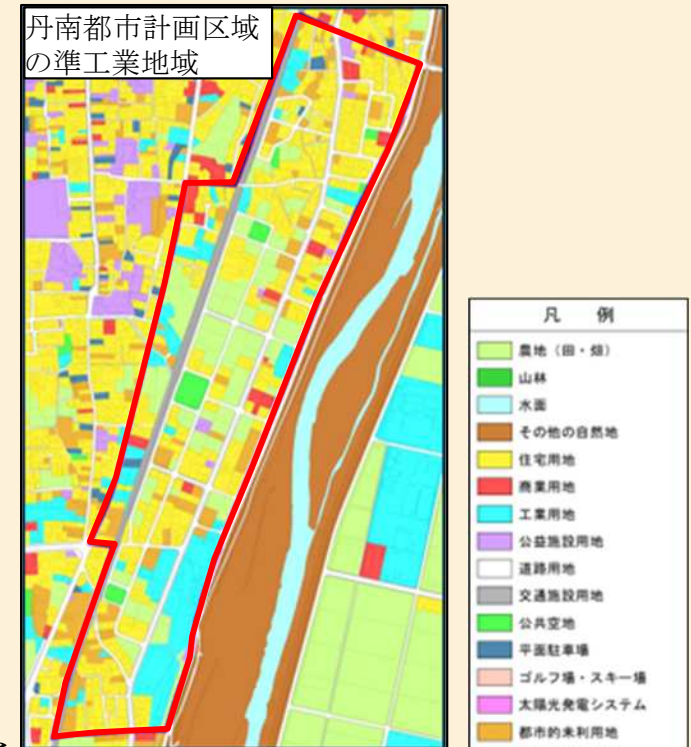 丹南都市計画区域
の準工業地域
凡　例
農地（田・畑）
山林
水面
その他の自然地
住宅用地
商業用地
工業用地
公益施設用地
道路用地
交通施設用地
公共空地
平面駐車場
ゴルフ場・スキー場
太陽光発電システム
都市的未利用地